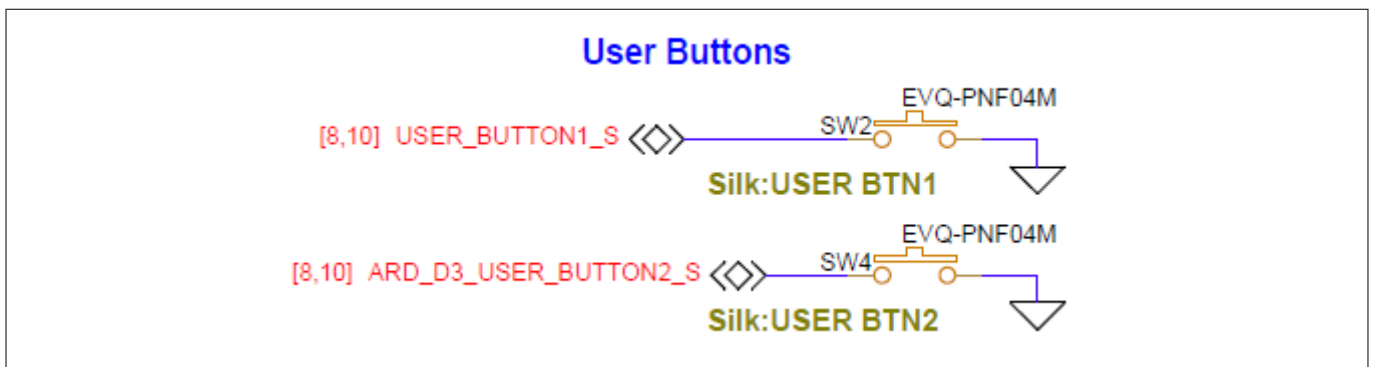 User Buttons
EVQ-PNF04M
[8,10] USER_BUTTON1_S
SW2
Silk:USER BTN1
EVQ-PNF04M
[8,10] ARD_D3_USER_BUTTON2_S
SW4
Silk:USER BTN2